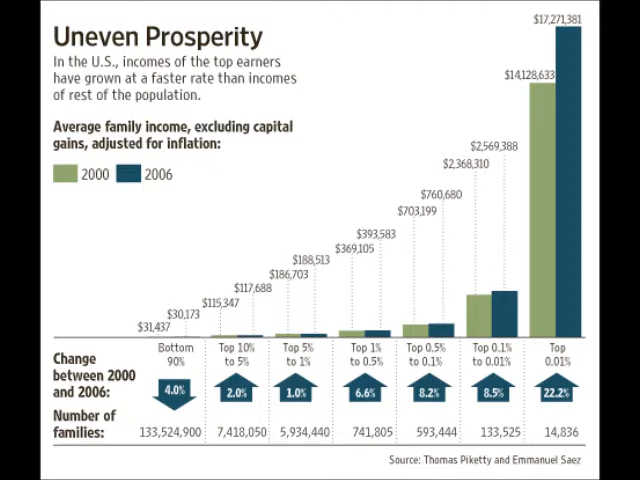 Uneven Prosperity
In the U.S., incomes of the top earners
have grown at a faster rate than incomes
of rest of the population.
Average family income, excluding capital
gains, adjusted for inflation:
2000 2006
$31,437
$30,173
$115,347
$117,688
$186,703
$188,513
$369,105
$393,583
$703,199
$760,680
$2,368,310
$2,569,388
$14,128,633
$17,271,381
Bottom
90%
Top 10%
to 5%
Top 5%
to 1%
Top 1%
to 0.5%
Top 0.5%
to 0.1%
Top 0.1%
to 0.01%
Top
0.01%
Change
between 2000
and 2006:
4.0% 2.0% 1.0% 6.6% 8.2% 8.5% 22.2%
Number of
families:
133,524,900 7,418,050 5,934,440 741,805 593,444 133,525 14,836
Source: Thomas Piketty and Emmanuel Saez